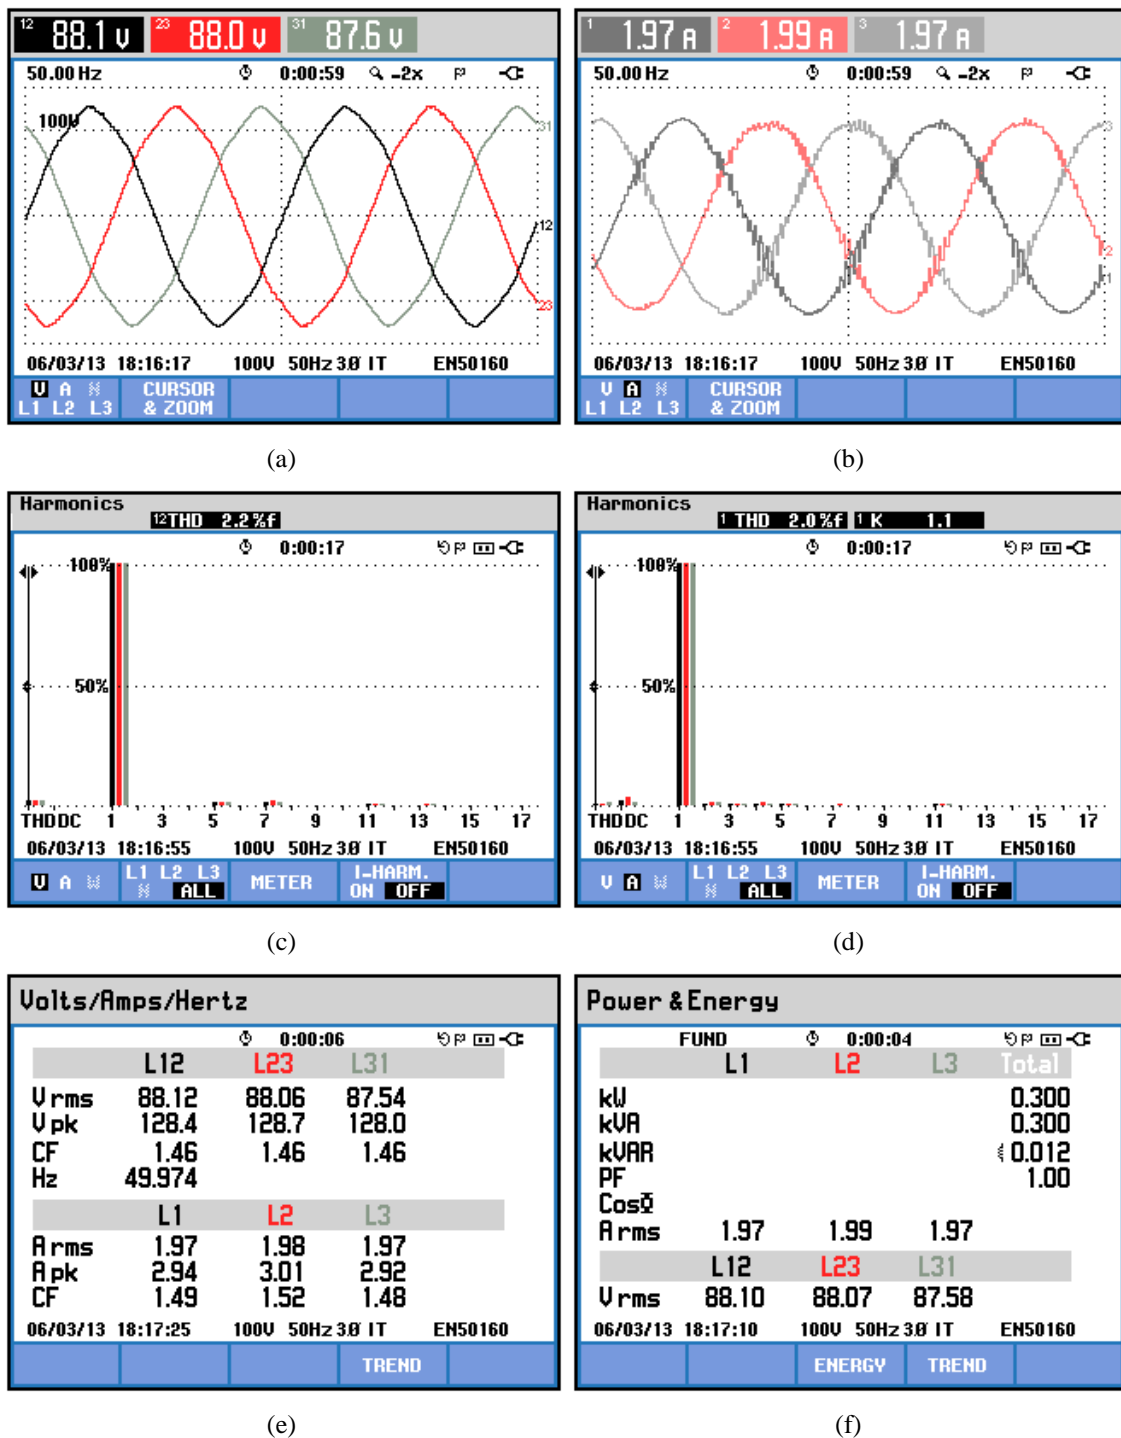 12 88.1 V 23 88.0 V 31 87.6 V
50.00 Hz 0:00:59 -2x
100V
31
12
23
06/03/13 18:16:17 100V 50Hz 3Ø IT EN50160
V A N
L1 L2 L3 CURSOR
& ZOOM
(a)
1 1.97 A 2 1.99 A 3 1.97 A
50.00 Hz 0:00:59 -2x
3
2
1
06/03/13 18:16:17 100V 50Hz 3Ø IT EN50160
V A N
L1 L2 L3 CURSOR
& ZOOM
(b)
Harmonics
12 THD 2.2 %f
0:00:17
100%
50%
THD DC 1 3 5 7 9 11 13 15 17
06/03/13 18:16:55 100V 50Hz 3Ø IT EN50160
V A W L1 L2 L3
N ALL METER I-HARM.
ON OFF
(c)
Harmonics
1 THD 2.0 %f 1 K 1.1
0:00:17
100%
50%
THD DC 1 3 5 7 9 11 13 15 17
06/03/13 18:16:55 100V 50Hz 3Ø IT EN50160
V A W L1 L2 L3
N ALL METER I-HARM.
ON OFF
(d)
Volts/Amps/Hertz
0:00:06
L12 L23 L31
V rms 88.12 88.06 87.54
V pk 128.4 128.7 128.0
CF 1.46 1.46 1.46
Hz 49.974
L1 L2 L3
A rms 1.97 1.98 1.97
A pk 2.94 3.01 2.92
CF 1.49 1.52 1.48
06/03/13 18:17:25 100V 50Hz 3Ø IT EN50160
TREND
(e)
Power & Energy
FUND 0:00:04
L1 L2 L3 Total
kW 0.300
kVA 0.300
kVAR 0.012
PF 1.00
CosΦ
A rms 1.97 1.99 1.97
L12 L23 L31
V rms 88.10 88.07 87.58
06/03/13 18:17:10 100V 50Hz 3Ø IT EN50160
ENERGY TREND
(f)